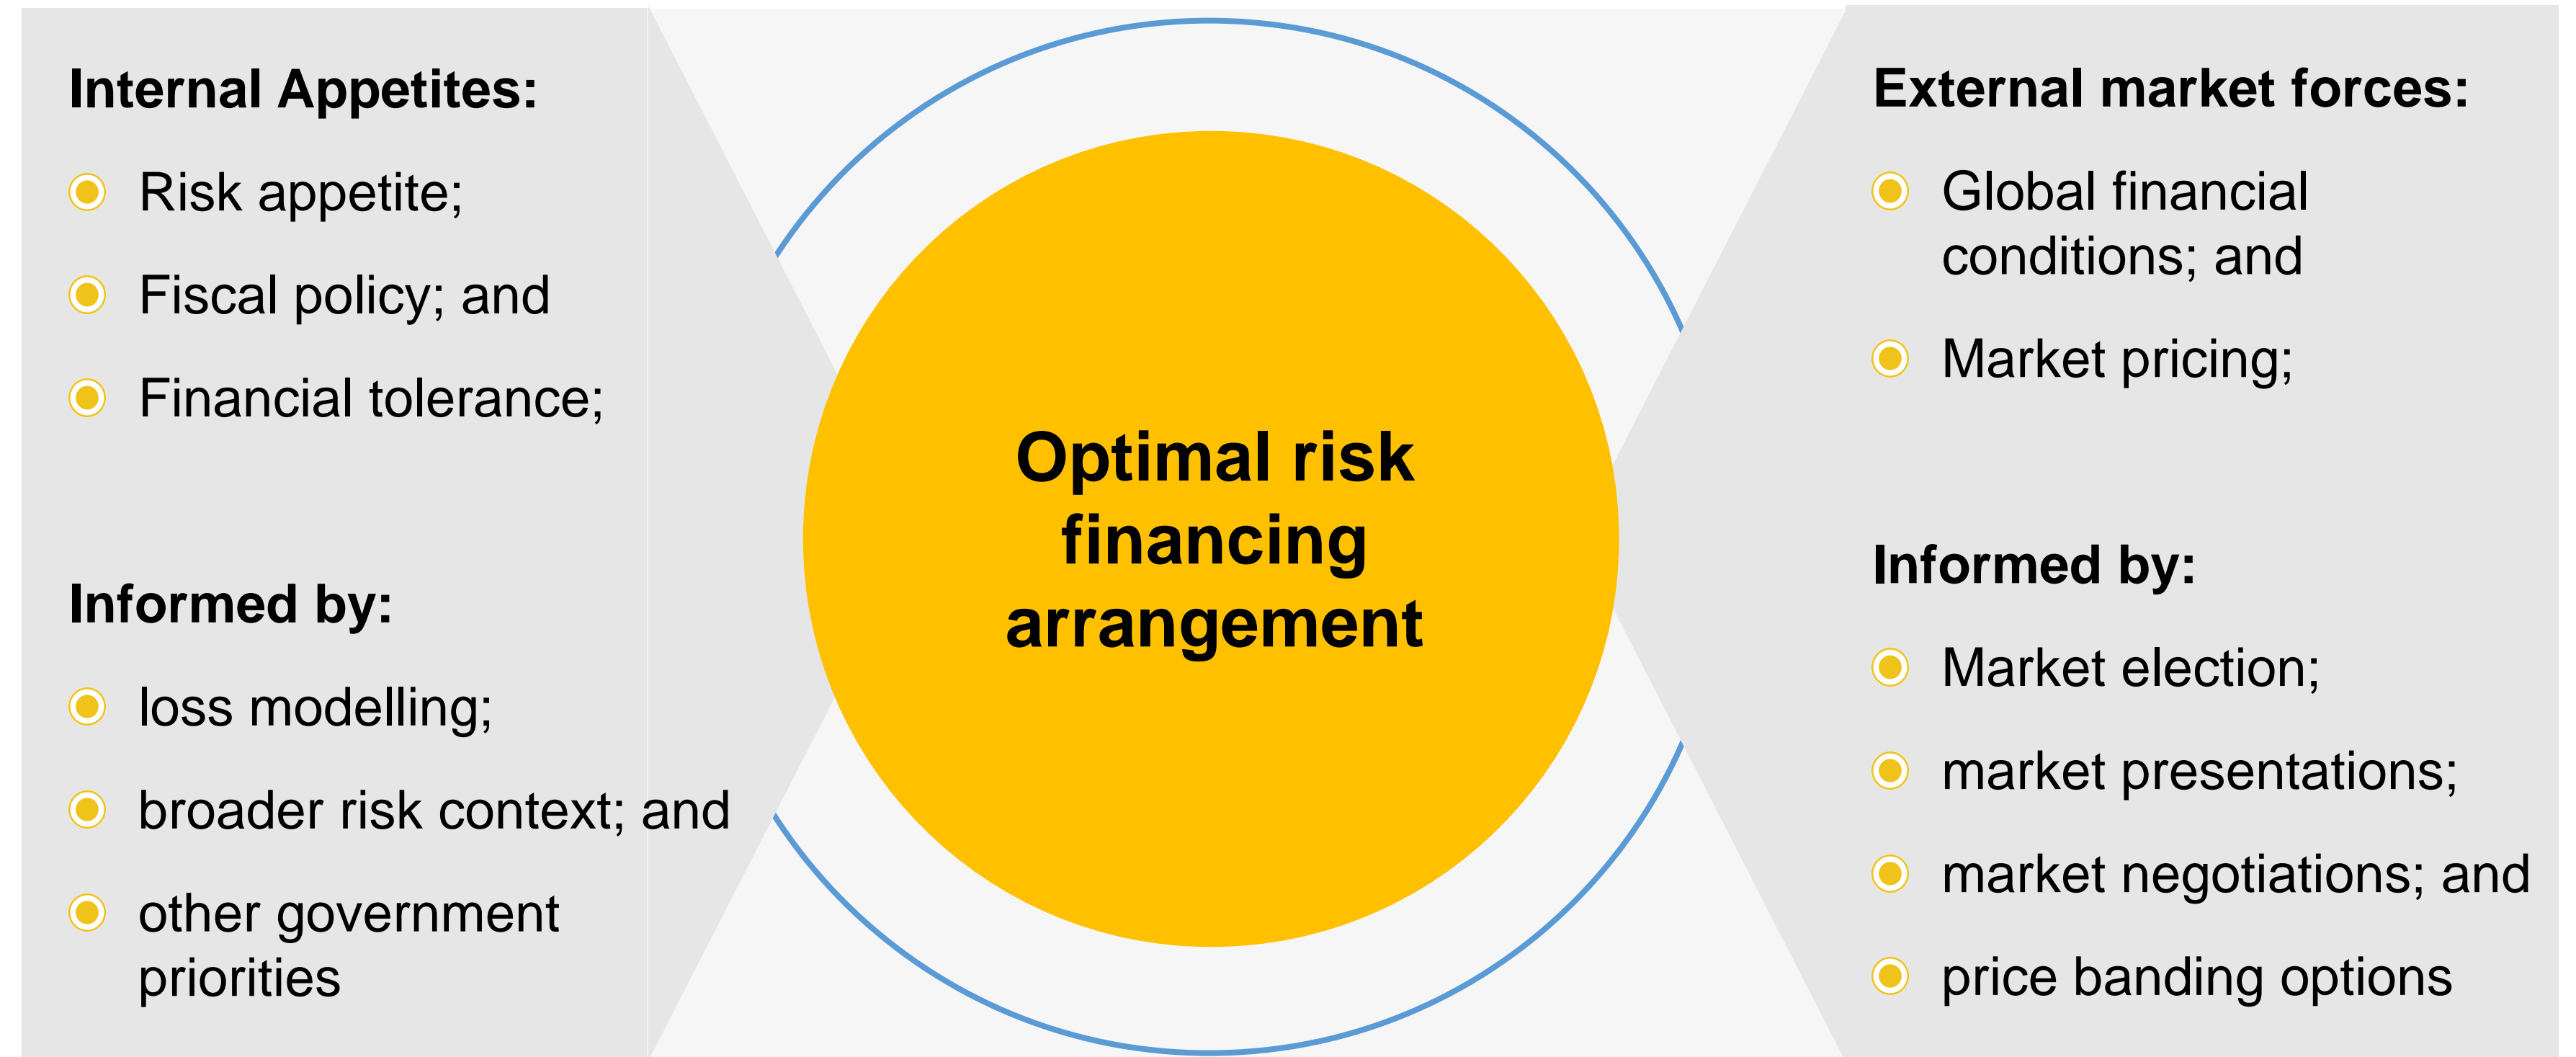 Internal Appetites:
Risk appetite;
Fiscal policy; and
Financial tolerance;
Informed by:
loss modelling;
broader risk context; and
other government
priorities
Optimal risk
financing
arrangement
External market forces:
Global financial
conditions; and
Market pricing;
Informed by:
Market election;
market presentations;
market negotiations; and
price banding options